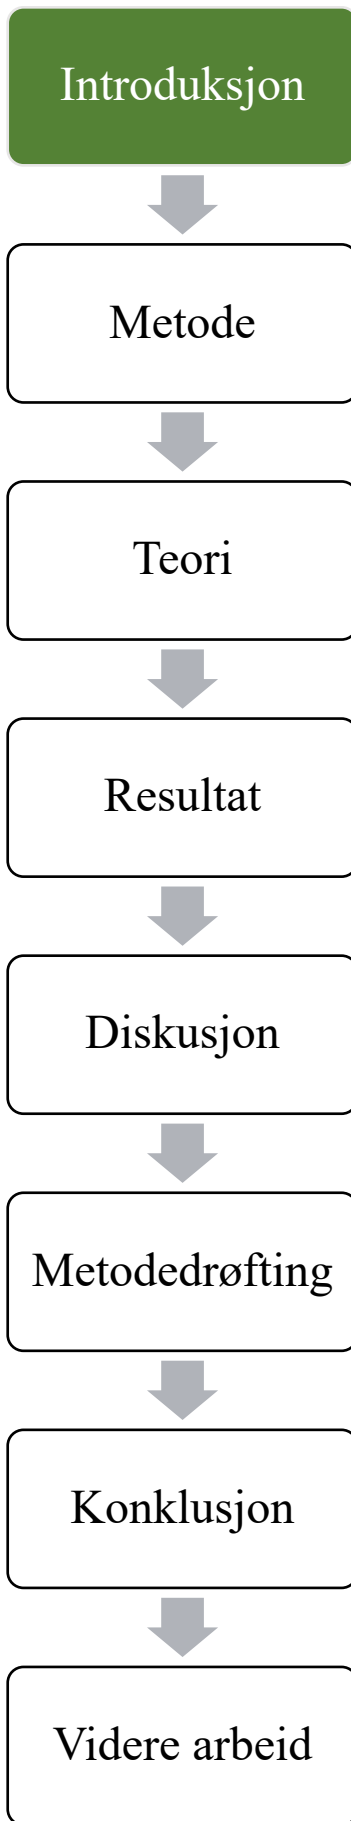 Introduksjon
Metode
Teori
Resultat
Diskusjon
Metodedrøfting
Konklusjon
Videre arbeid